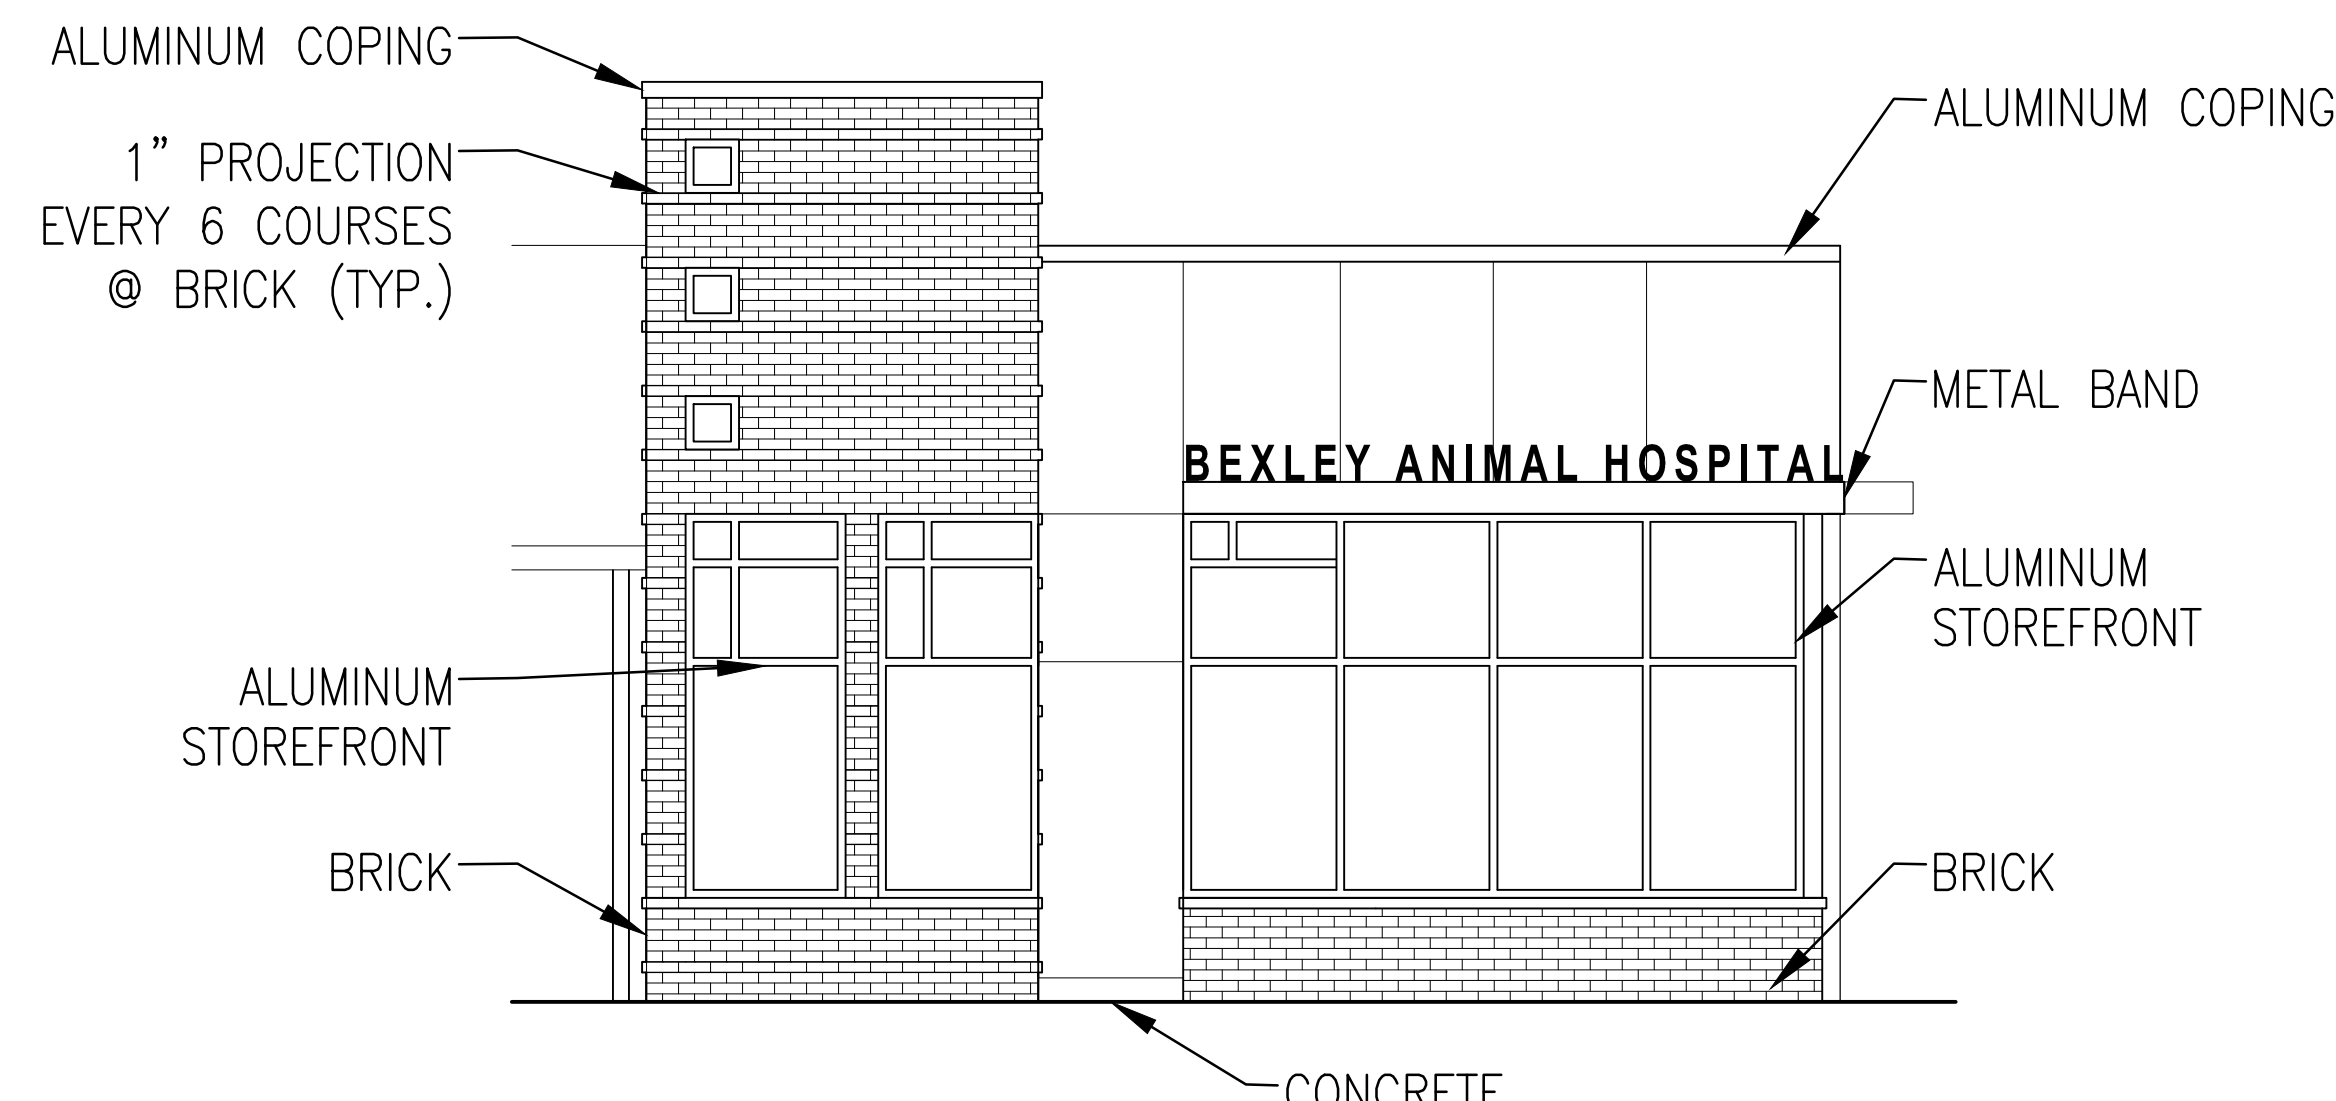 ALUMINUM COPING
1” PROJECTION
EVERY 6 COURSES
@ BRICK (TYP.)
ALUMINUM
STOREFRONT
BRICK
BEXLEY ANIMAL HOSPITAL
ALUMINUM COPING
METAL BAND
ALUMINUM
STOREFRONT
BRICK
CONCRETE